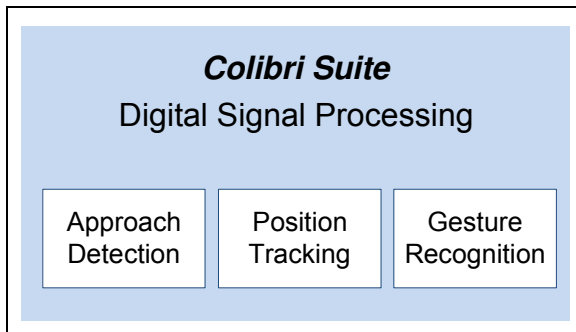 Colibri Suite
Digital Signal Processing
Approach
Detection
Position
Tracking
Gesture
Recognition